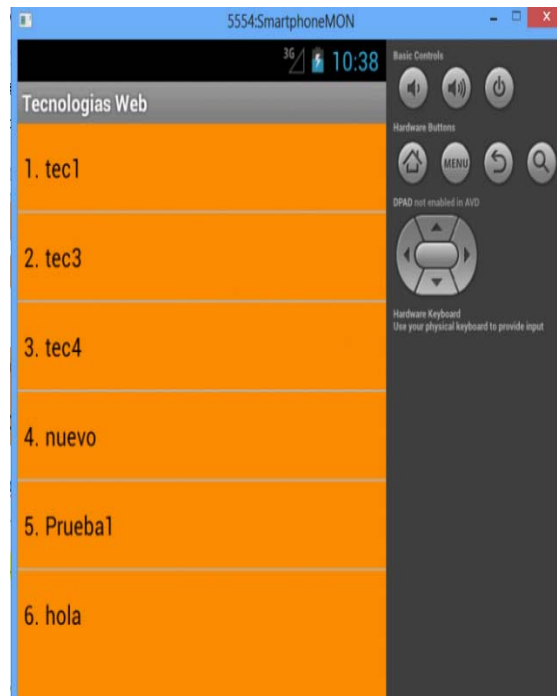 5554:SmartphoneMON
3G 10:38
Tecnologias Web
1. tec1
2. tec3
3. tec4
4. nuevo
5. Prueba1
6. hola
Basic Controls
Hardware Buttons
MENU
DPAD not enabled in AVD
Hardware Keyboard
Use your physical keyboard to provide input